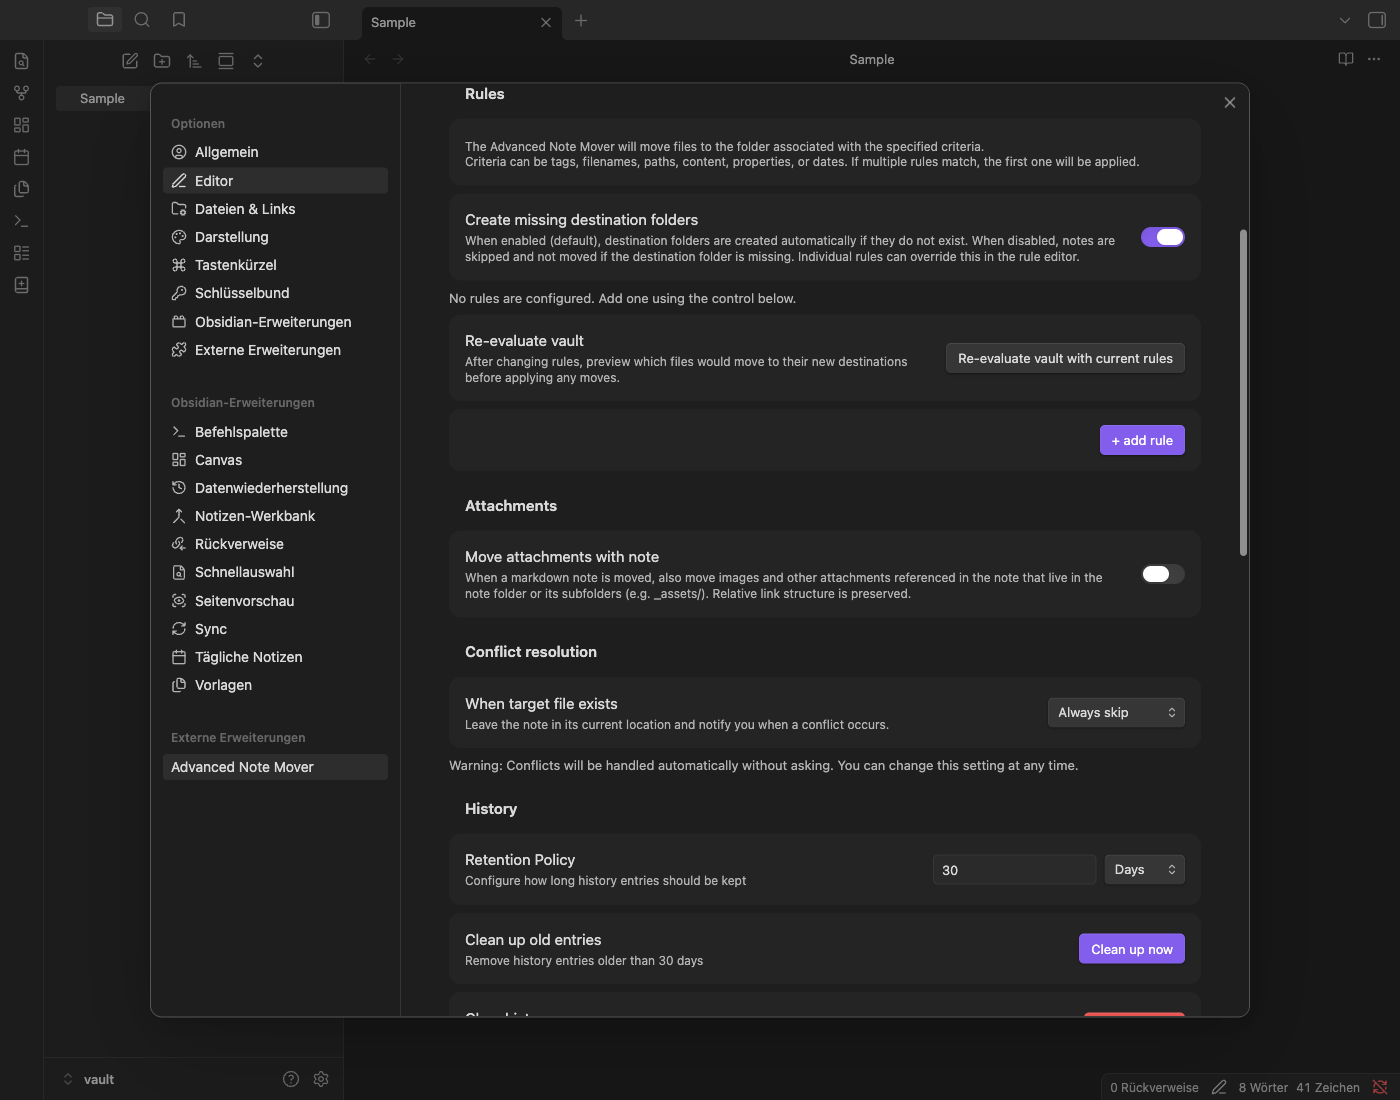 Sample
Sample
Sample
Optionen
Allgemein
Editor
Dateien & Links
Darstellung
Tastenkürzel
Schlüsselbund
Obsidian-Erweiterungen
Externe Erweiterungen
Obsidian-Erweiterungen
Befehlspalette
Canvas
Datenwiederherstellung
Notizen-Werkbank
Rückverweise
Schnellauswahl
Seitenvorschau
Sync
Tägliche Notizen
Vorlagen
Externe Erweiterungen
Advanced Note Mover
Rules
The Advanced Note Mover will move files to the folder associated with the specified criteria.
Criteria can be tags, filenames, paths, content, properties, or dates. If multiple rules match, the first one will be applied.
Create missing destination folders
When enabled (default), destination folders are created automatically if they do not exist. When disabled, notes are
skipped and not moved if the destination folder is missing. Individual rules can override this in the rule editor.
No rules are configured. Add one using the control below.
Re-evaluate vault
After changing rules, preview which files would move to their new destinations
before applying any moves.
Re-evaluate vault with current rules
+ add rule
Attachments
Move attachments with note
When a markdown note is moved, also move images and other attachments referenced in the note that live in the
note folder or its subfolders (e.g. _assets/). Relative link structure is preserved.
Conflict resolution
When target file exists
Leave the note in its current location and notify you when a conflict occurs.
Always skip
Warning: Conflicts will be handled automatically without asking. You can change this setting at any time.
History
Retention Policy
Configure how long history entries should be kept
30
Days
Clean up old entries
Remove history entries older than 30 days
Clean up now
vault
0 Rückverweise
8 Wörter
41 Zeichen